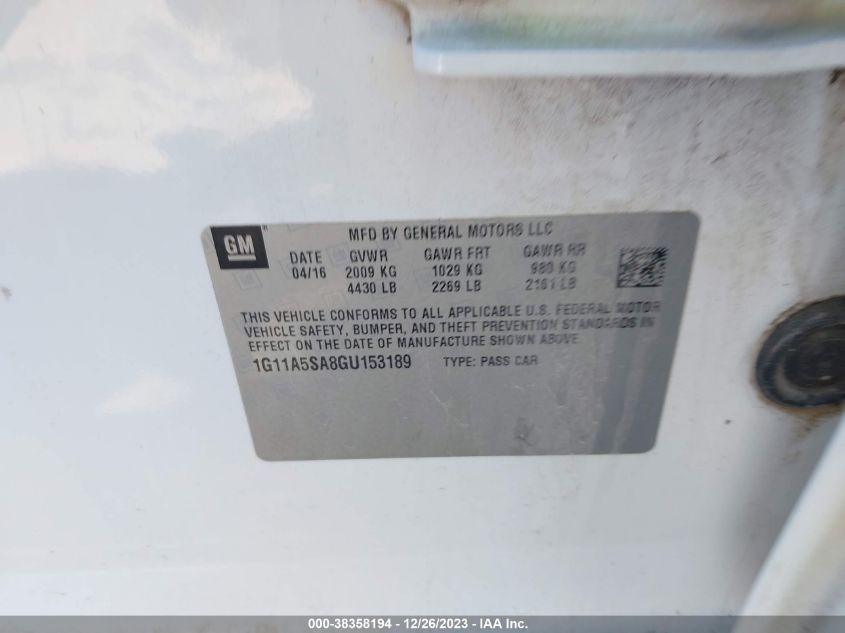 GM
MFD BY GENERAL MOTORS LLC
DATE GVWR GAWR FRT GAWR RR
04/16 2009 KG 1029 KG 980 KG
4430 LB 2269 LB 2161 LB
THIS VEHICLE CONFORMS TO ALL APPLICABLE U.S. FEDERAL MOTOR
VEHICLE SAFETY, BUMPER, AND THEFT PREVENTION STANDARDS IN
EFFECT ON THE DATE OF MANUFACTURE SHOWN ABOVE
1G11A5SA8GU153189 TYPE: PASS CAR
000-38358194 - 12/26/2023 - IAA Inc.